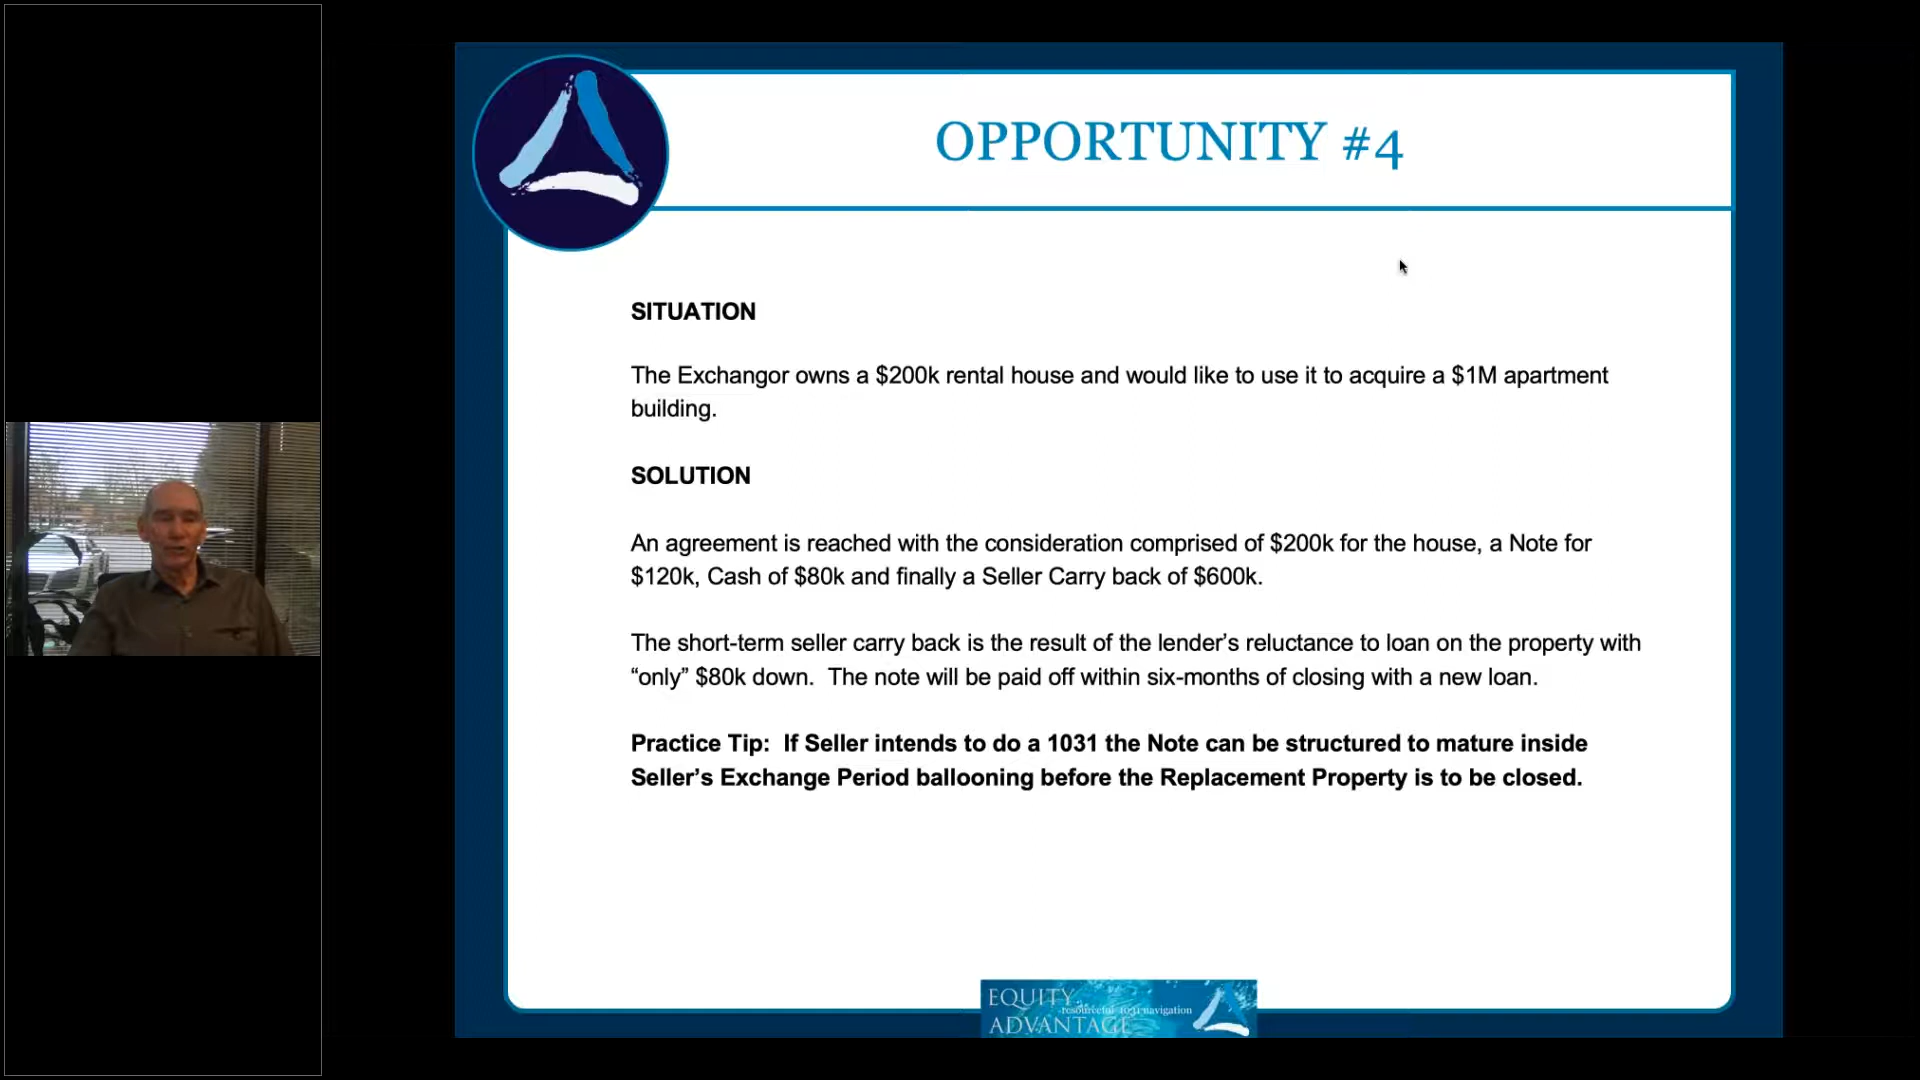 OPPORTUNITY #4
SITUATION
The Exchangor owns a $200k rental house and would like to use it to acquire a $1M apartment
building.
SOLUTION
An agreement is reached with the consideration comprised of $200k for the house, a Note for
$120k, Cash of $80k and finally a Seller Carry back of $600k.
The short-term seller carry back is the result of the lender’s reluctance to loan on the property with
“only” $80k down.  The note will be paid off within six-months of closing with a new loan.
Practice Tip:  If Seller intends to do a 1031 the Note can be structured to mature inside
Seller’s Exchange Period ballooning before the Replacement Property is to be closed.
EQUITY
resourceful 1031 navigation
ADVANTAGE